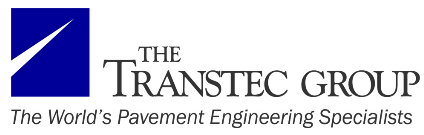 THE
TRANSTEC GROUP
The World's Pavement Engineering Specialists